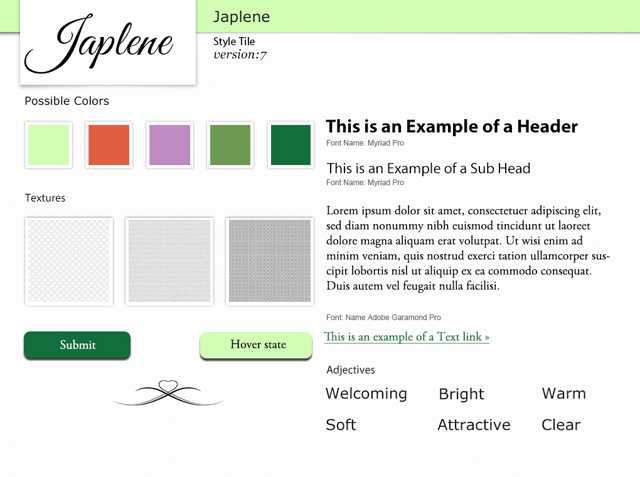 Japlene
Japlene
Style Tile
version:7
Possible Colors
Textures
Submit
Hover state
This is an Example of a Header
Font Name: Myriad Pro
This is an Example of a Sub Head
Font Name: Myriad Pro
Lorem ipsum dolor sit amet, consectetuer adipiscing elit,
sed diam nonummy nibh euismod tincidunt ut laoreet
dolore magna aliquam erat volutpat. Ut wisi enim ad
minim veniam, quis nostrud exerci tation ullamcorper sus-
cipit lobortis nisl ut aliquip ex ea commodo consequat.
Duis autem vel feugait nulla facilisi.
Font: Name Adobe Garamond Pro
This is an example of a Text link »
Adjectives
Welcoming Bright Warm
Soft Attractive Clear